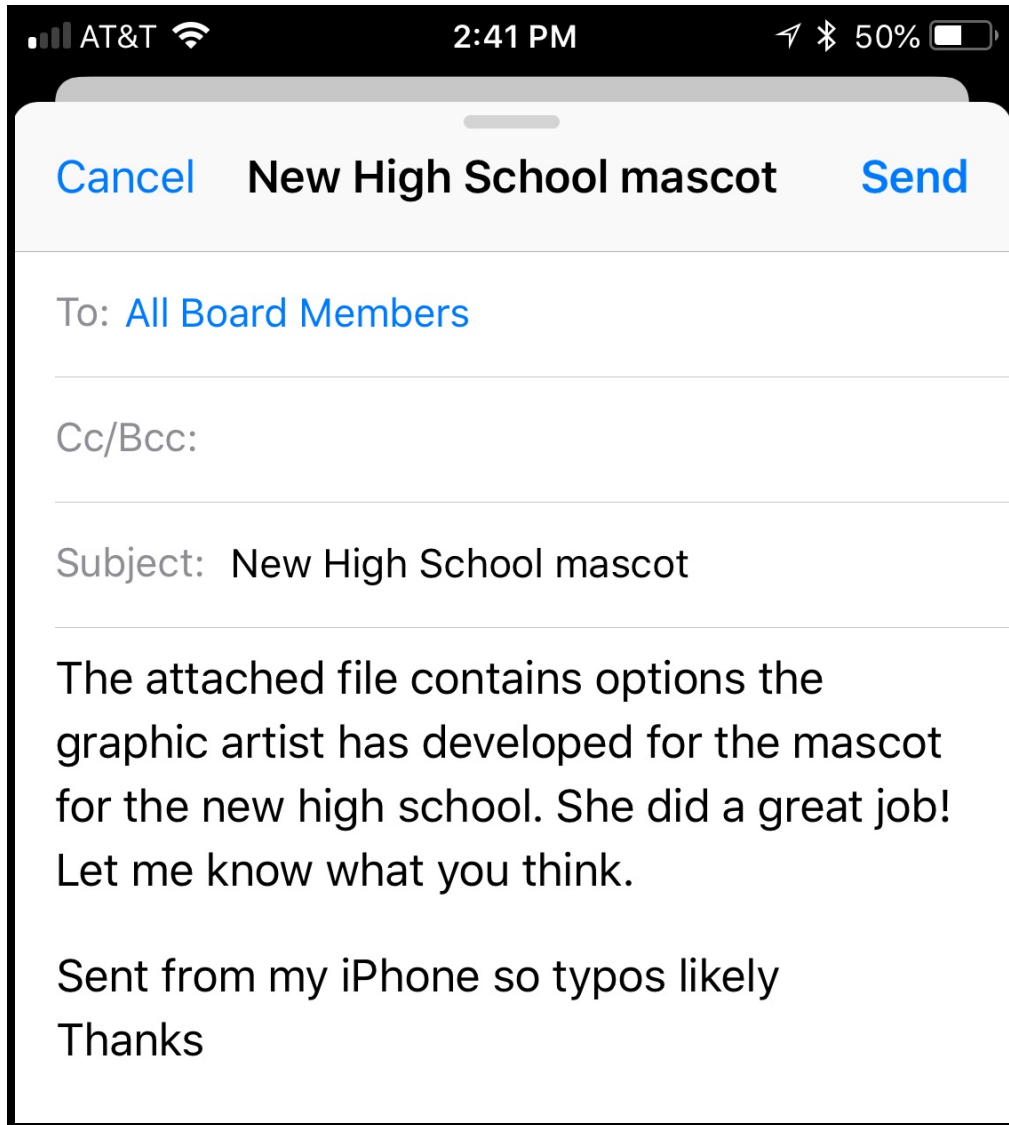 AT&T 2:41 PM 50%
Cancel New High School mascot Send
To: All Board Members
Cc/Bcc:
Subject: New High School mascot
The attached file contains options the
graphic artist has developed for the mascot
for the new high school. She did a great job!
Let me know what you think.
Sent from my iPhone so typos likely
Thanks